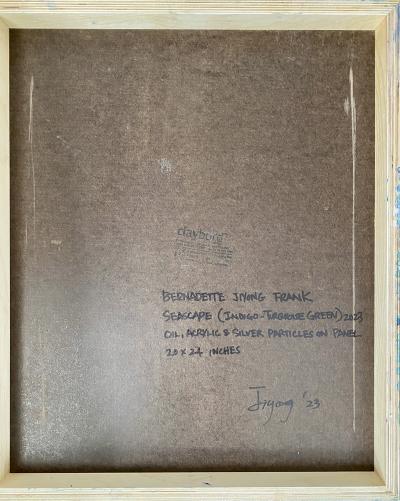 BERNADETTE JIYONG FRANK
SEASCAPE (INDIGO-TURQUOISE GREEN) 2023
OIL, ACRYLIC & SILVER PARTICLES ON PANEL
20 x 24 INCHES
Jiyong '23